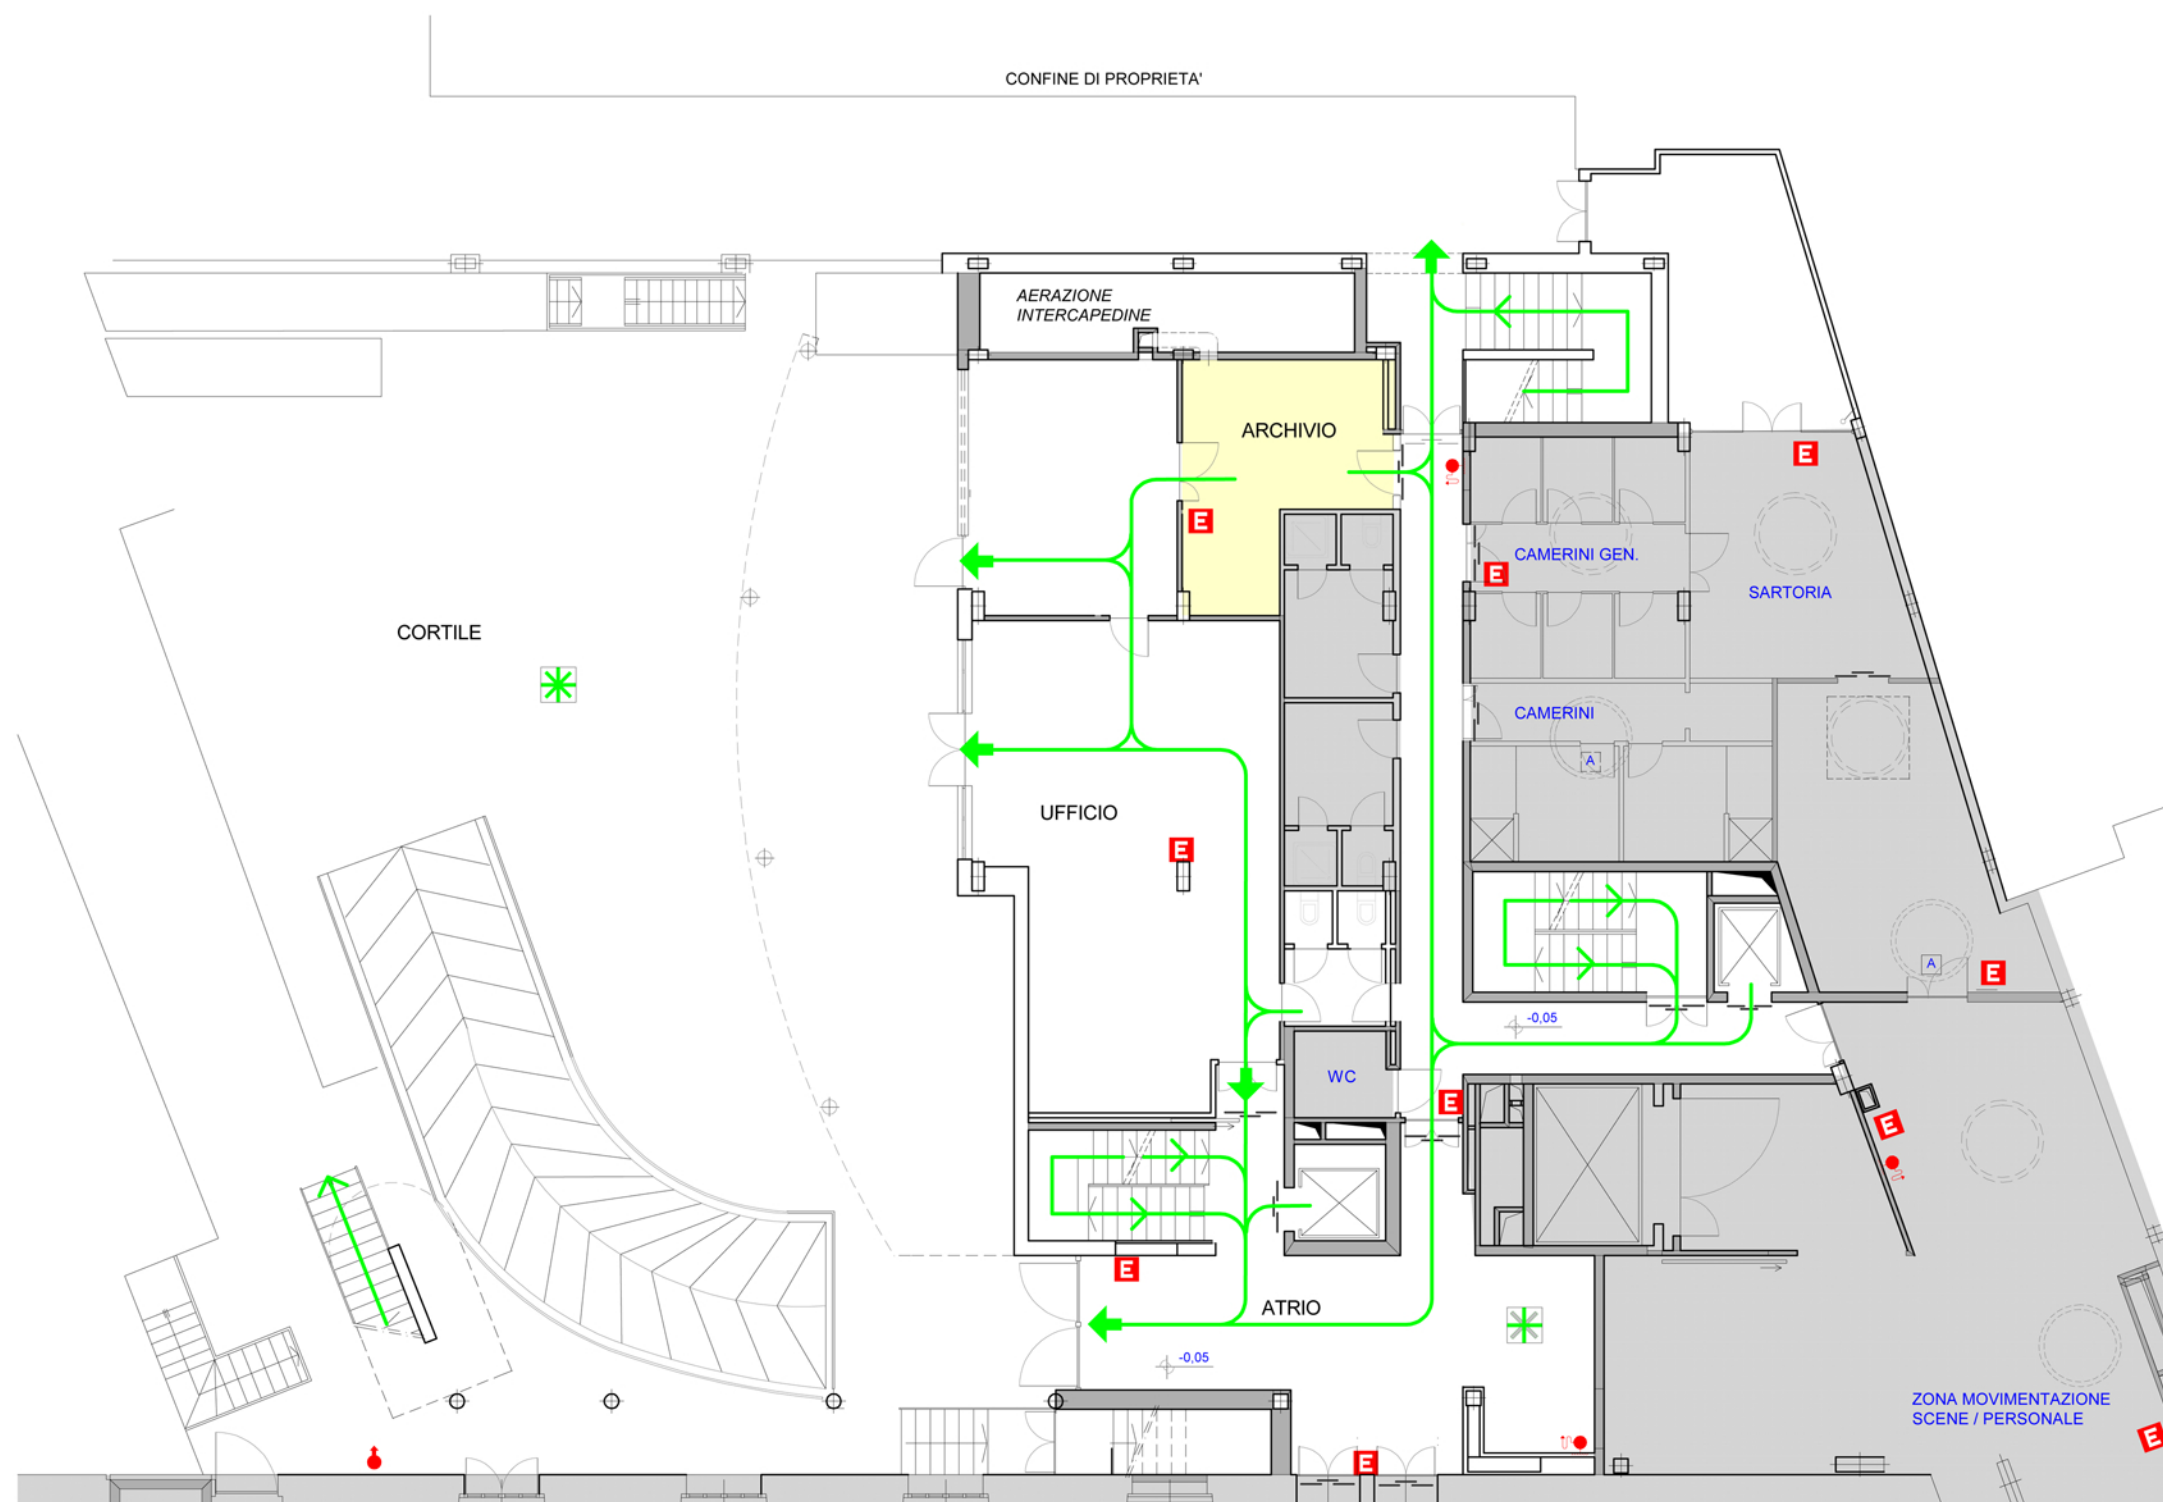 CONFINE DI PROPRIETA'
AERAZIONE
INTERCAPEDINE
ARCHIVIO
E
E
CAMERINI GEN.
E
SARTORIA
CORTILE
CAMERINI
A
UFFICIO
E
A
E
-0,05
WC
E
E
E
ATRIO
-0,05
ZONA MOVIMENTAZIONE
SCENE / PERSONALE
E
E